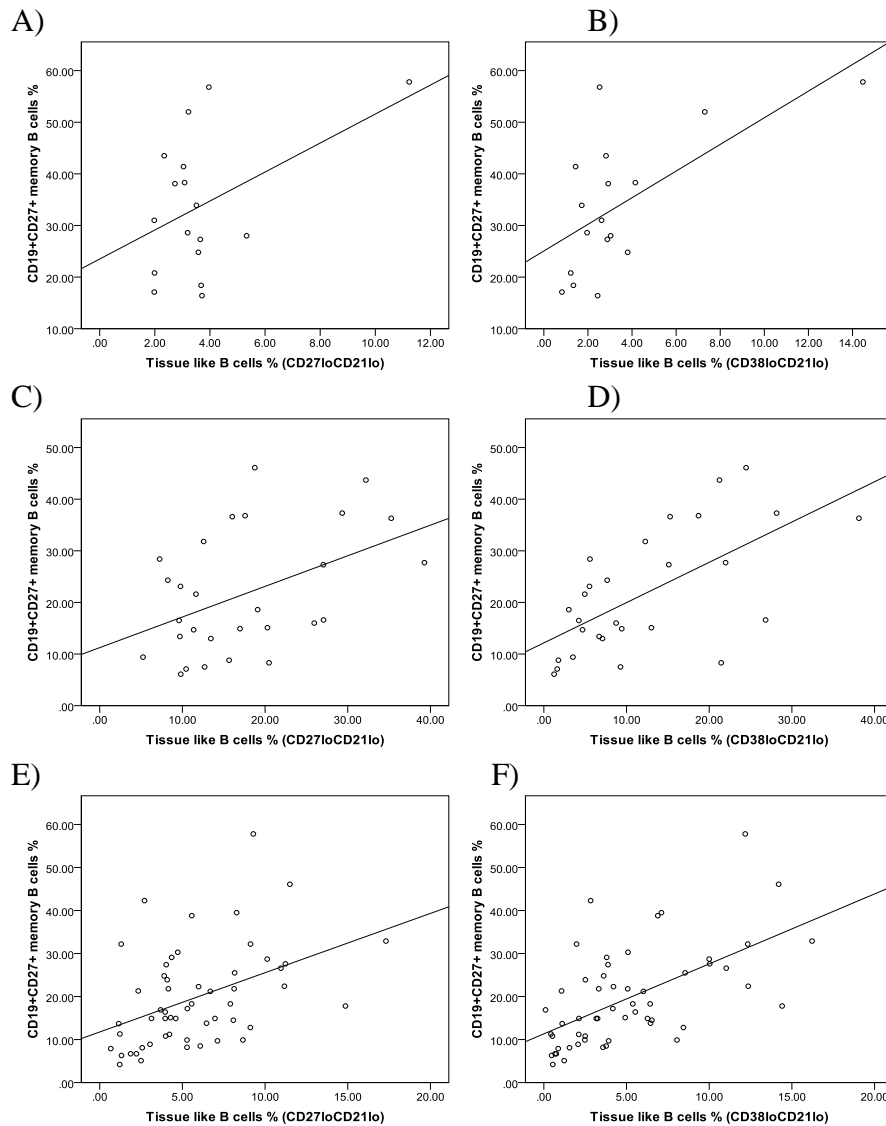 A)
CD19+CD27+ memory B cells %
60.00
50.00
40.00
30.00
20.00
10.00
.00 2.00 4.00 6.00 8.00 10.00 12.00
Tissue like B cells % (CD27loCD21lo)
B)
CD19+CD27+ memory B cells %
60.00
50.00
40.00
30.00
20.00
10.00
.00 2.00 4.00 6.00 8.00 10.00 12.00 14.00
Tissue like B cells % (CD38loCD21lo)
C)
CD19+CD27+ memory B cells %
50.00
40.00
30.00
20.00
10.00
.00
.00 10.00 20.00 30.00 40.00
Tissue like B cells % (CD27loCD21lo)
D)
CD19+CD27+ memory B cells %
50.00
40.00
30.00
20.00
10.00
.00
.00 10.00 20.00 30.00 40.00
Tissue like B cells % (CD38loCD21lo)
E)
CD19+CD27+ memory B cells %
60.00
50.00
40.00
30.00
20.00
10.00
.00
.00 5.00 10.00 15.00 20.00
Tissue like B cells % (CD27loCD21lo)
F)
CD19+CD27+ memory B cells %
60.00
50.00
40.00
30.00
20.00
10.00
.00
.00 5.00 10.00 15.00 20.00
Tissue like B cells % (CD38loCD21lo)